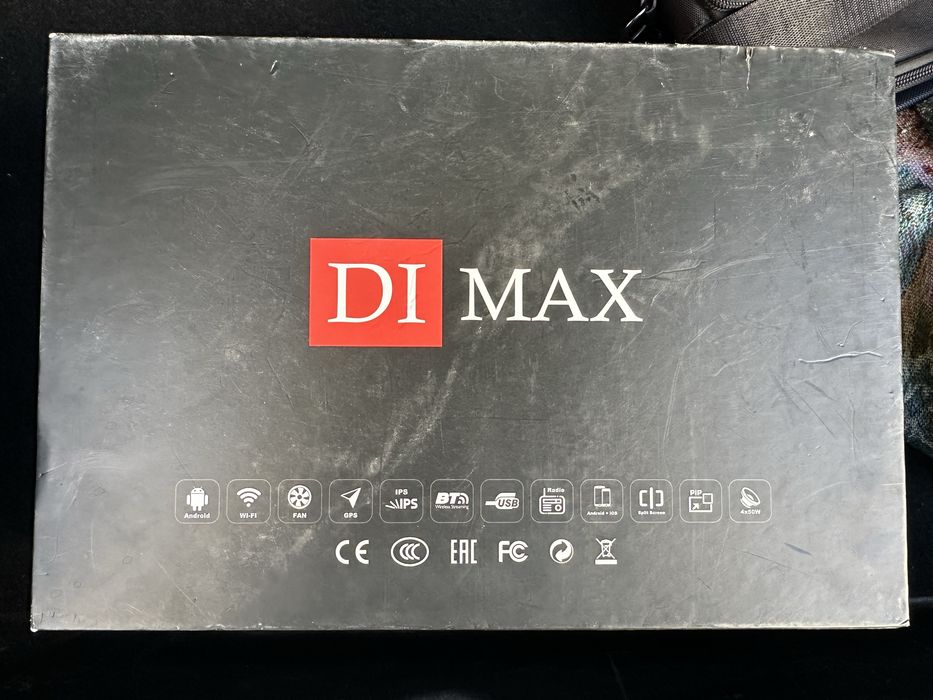 DI MAX
Android WI-FI FAN GPS IPS IPS BT Wireless Streaming USB Radio Android + iOS Split Screen PIP 4x50W
CE CCC EAC FC